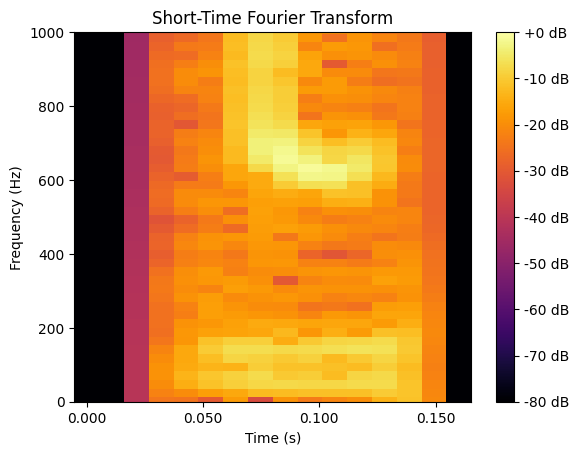 Short-Time Fourier Transform
1000
800
600
400
200
0
Frequency (Hz)
0.000
0.050
0.100
0.150
Time (s)
+0 dB
-10 dB
-20 dB
-30 dB
-40 dB
-50 dB
-60 dB
-70 dB
-80 dB